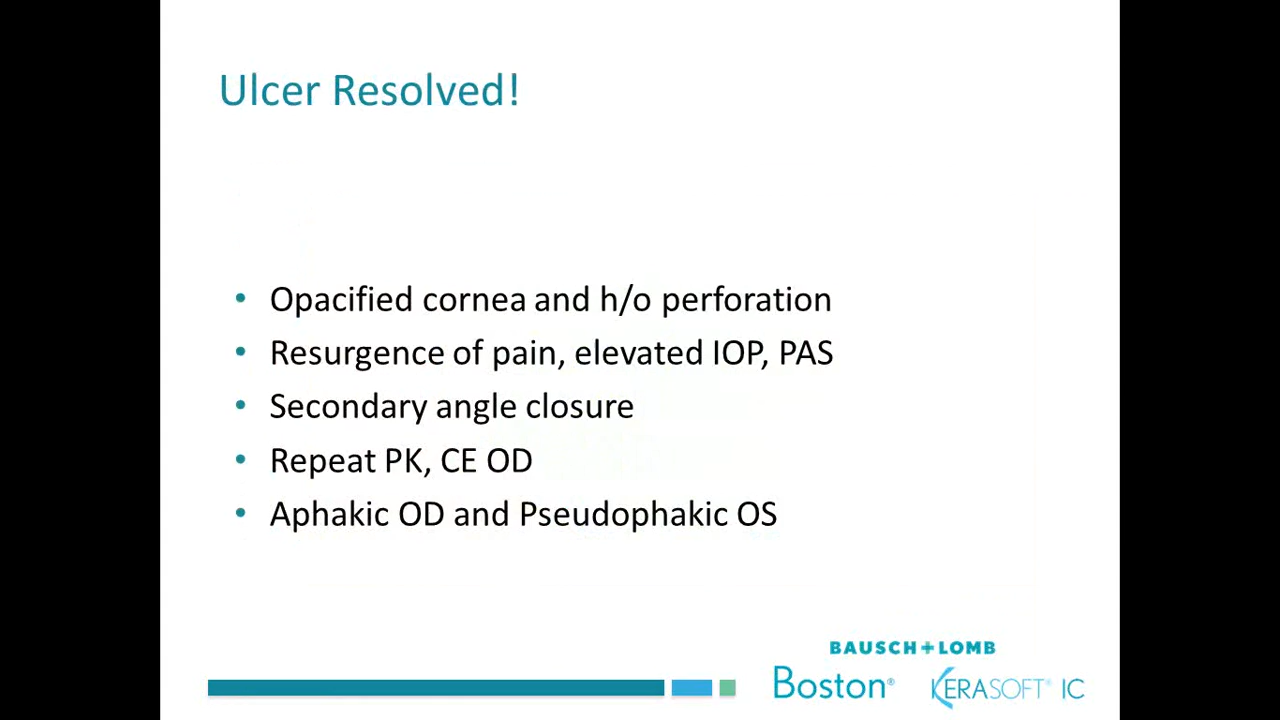 Ulcer Resolved!
• Opacified cornea and h/o perforation
• Resurgence of pain, elevated IOP, PAS
• Secondary angle closure
• Repeat PK, CE OD
• Aphakic OD and Pseudophakic OS
BAUSCH+LOMB
Boston® KERASOFT® IC